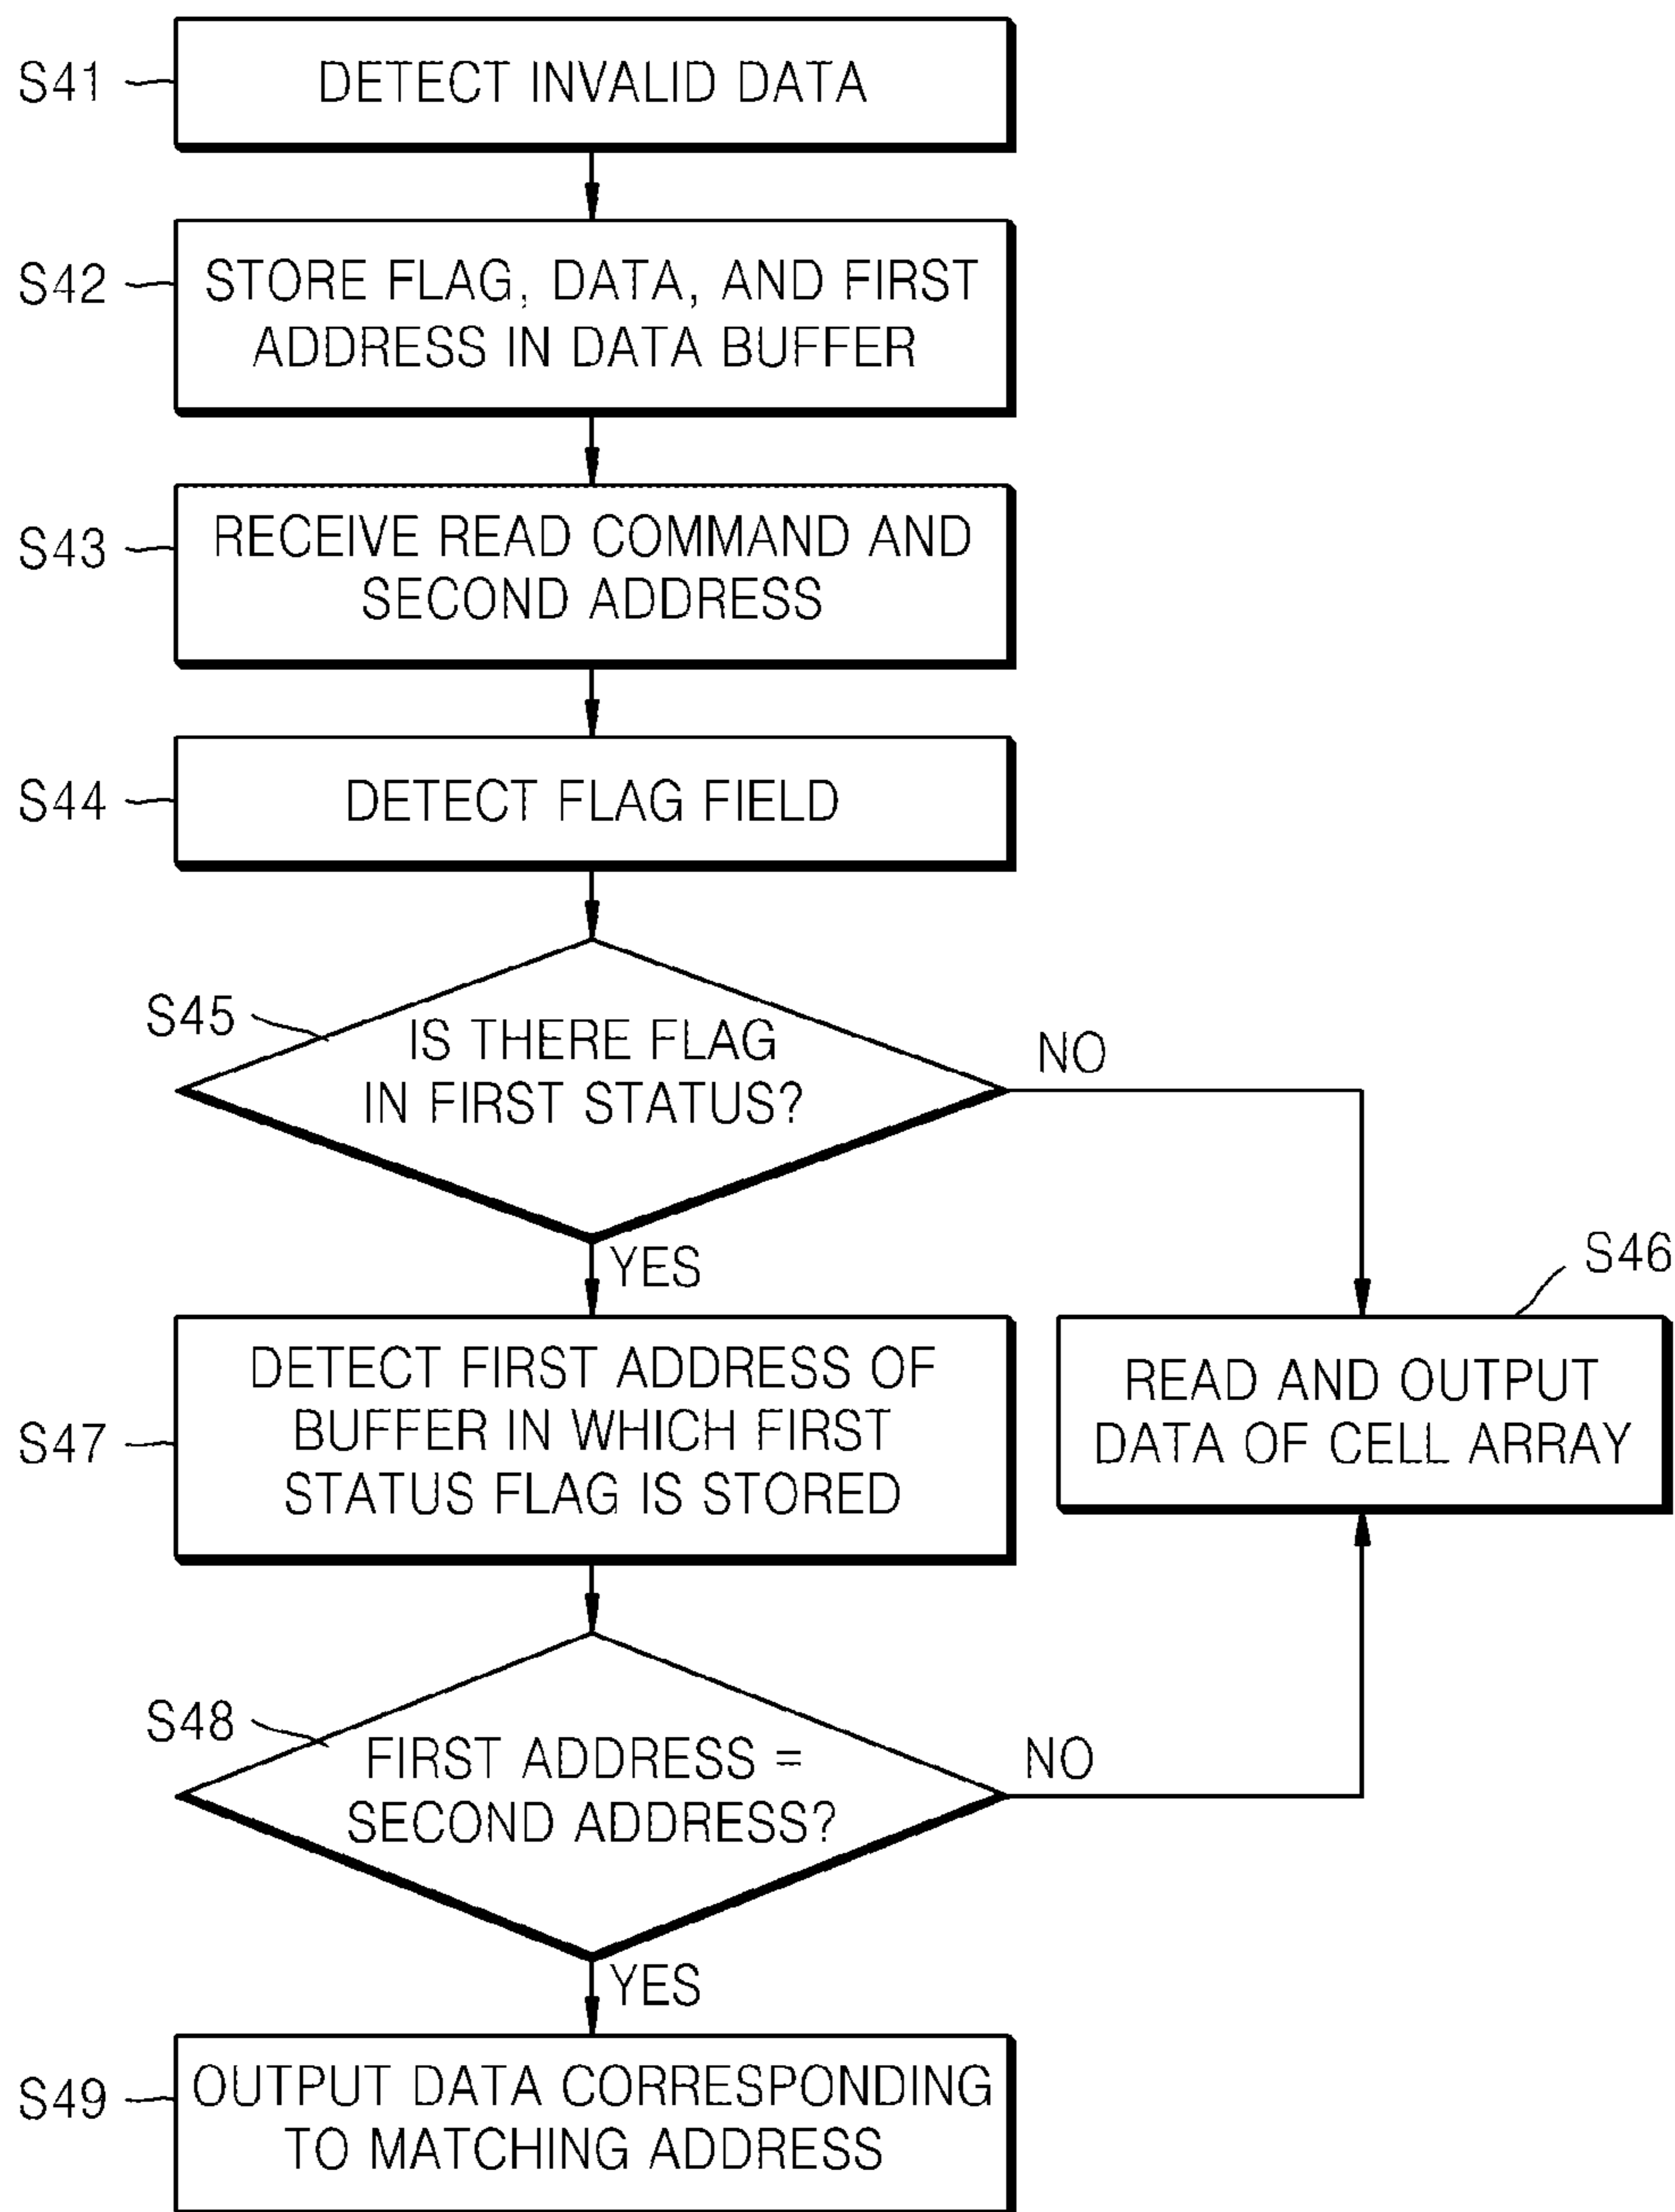 S41
DETECT INVALID DATA
S42
STORE FLAG, DATA, AND FIRST
ADDRESS IN DATA BUFFER
S43
RECEIVE READ COMMAND AND
SECOND ADDRESS
S44
DETECT FLAG FIELD
S45
IS THERE FLAG
IN FIRST STATUS?
NO
YES
S46
READ AND OUTPUT
DATA OF CELL ARRAY
S47
DETECT FIRST ADDRESS OF
BUFFER IN WHICH FIRST
STATUS FLAG IS STORED
S48
FIRST ADDRESS =
SECOND ADDRESS?
NO
YES
S49
OUTPUT DATA CORRESPONDING
TO MATCHING ADDRESS